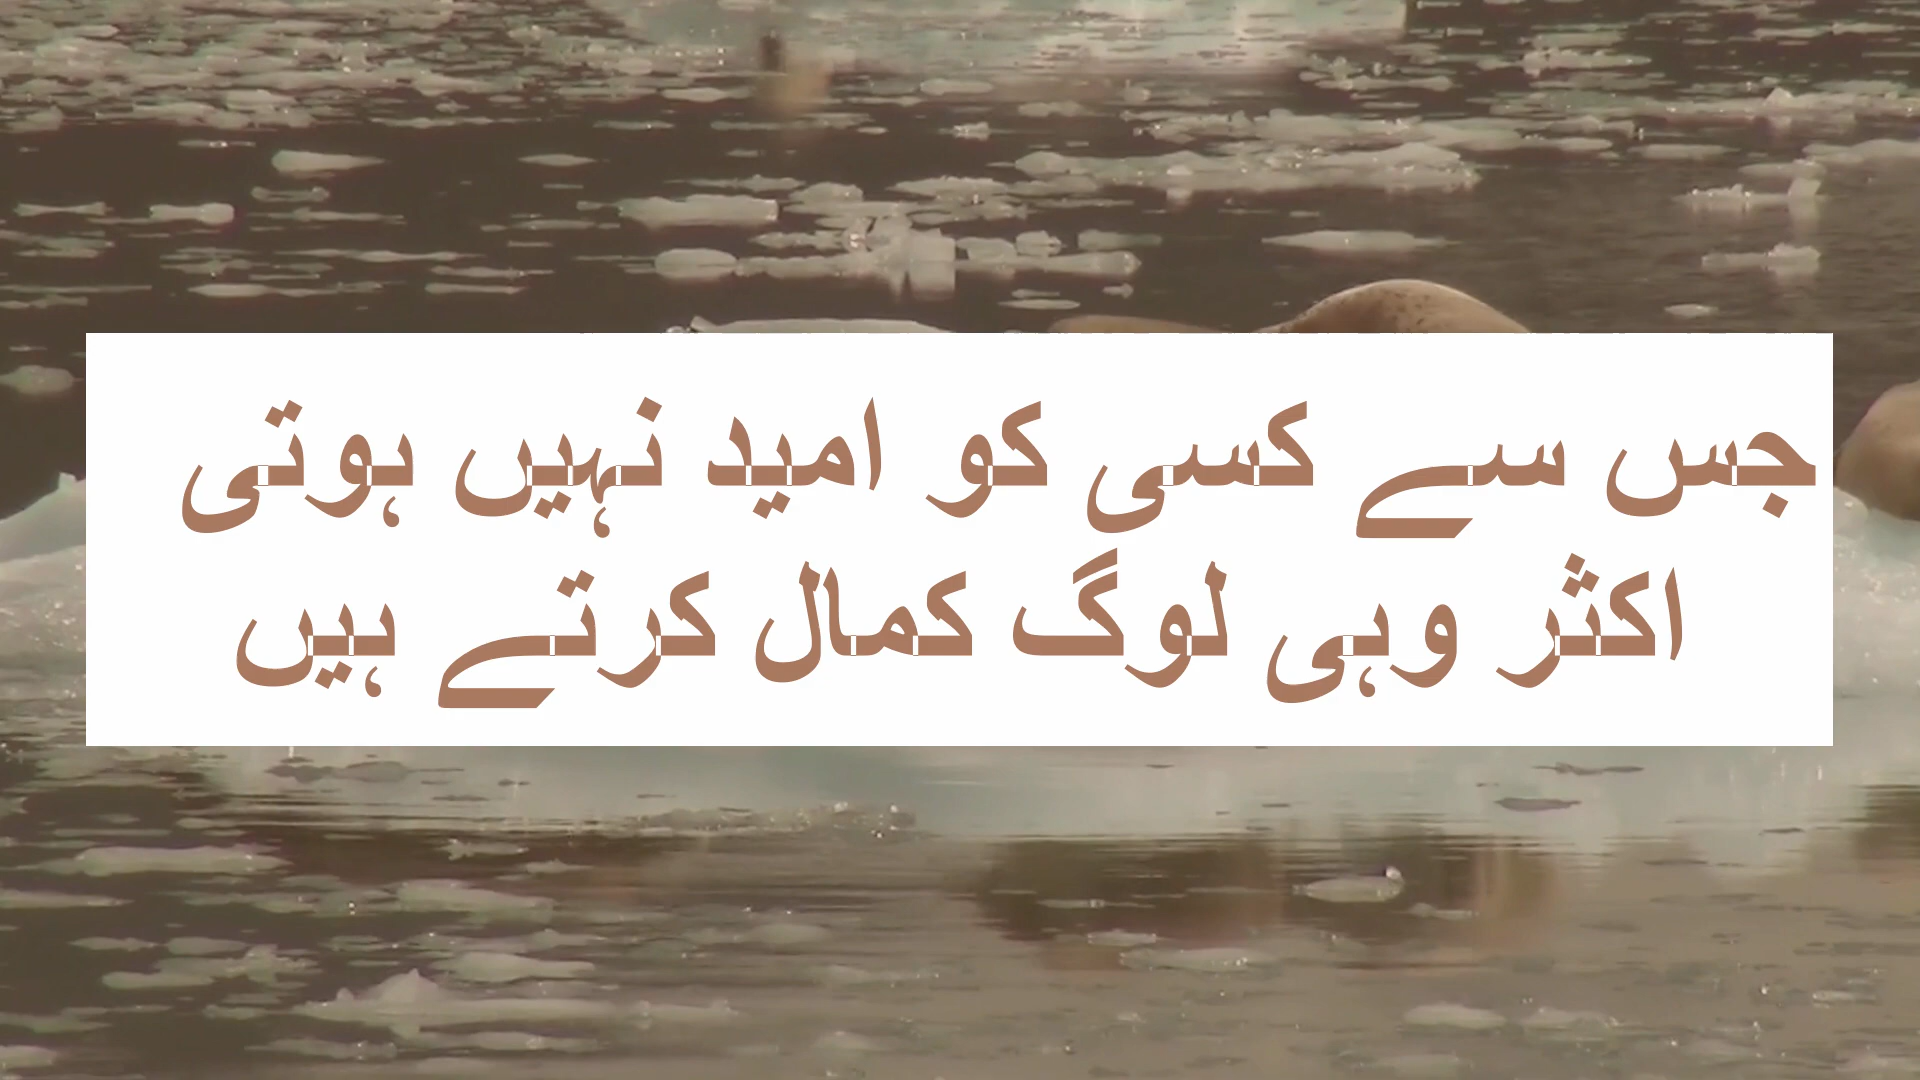 جس سے کسی کو امید نہیں ہوتی
اکثر وہی لوگ کمال کرتے ہیں